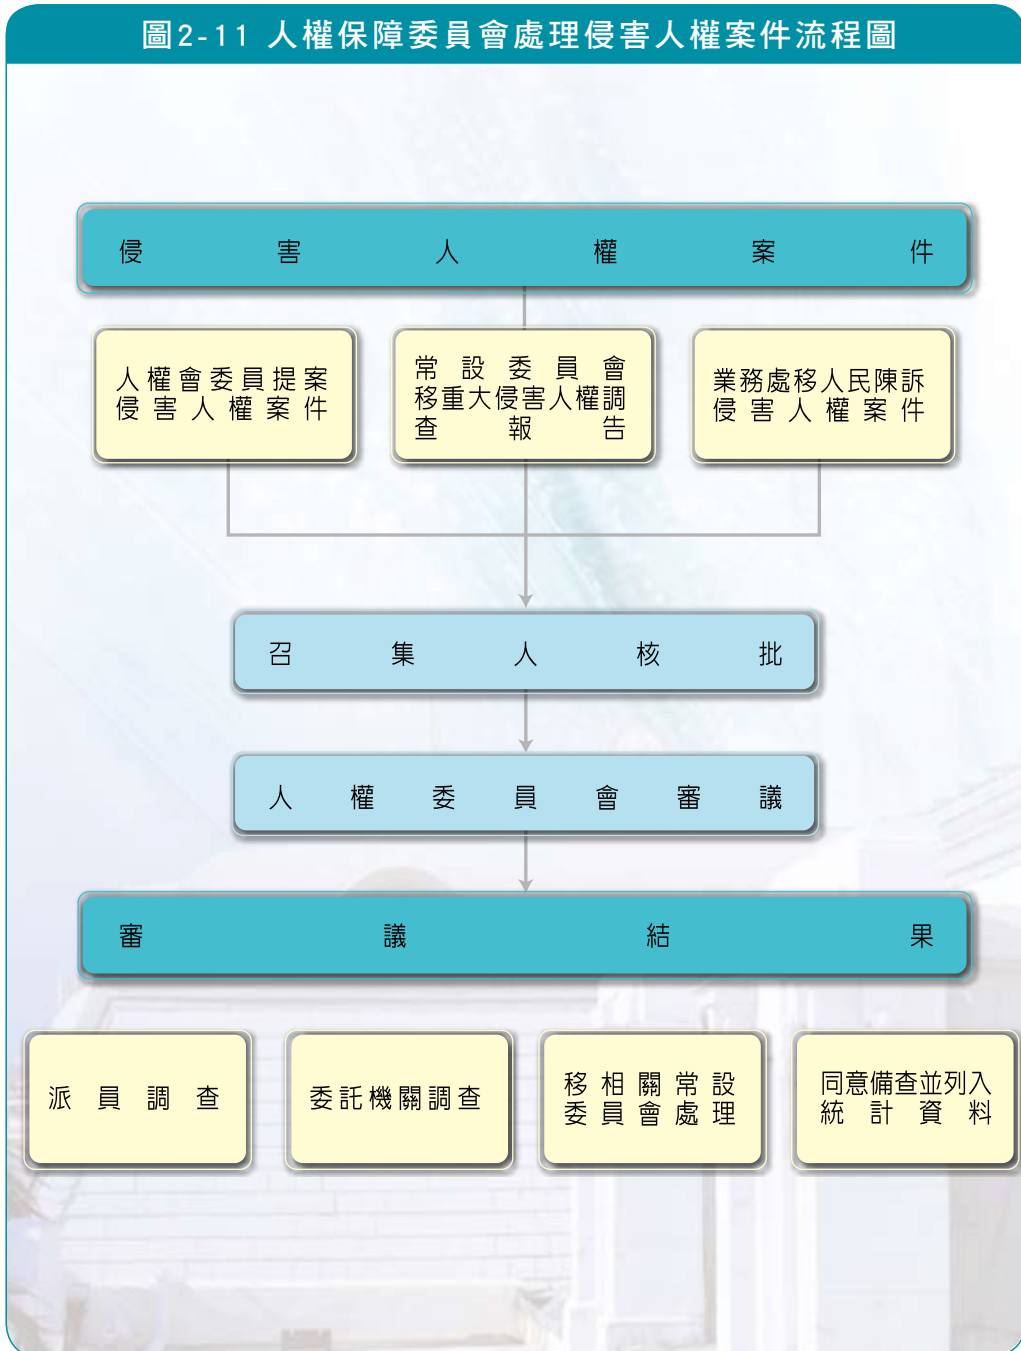 圖2-11 人權保障委員會處理侵害人權案件流程圖
侵害人權案件
人權會委員提案
侵害人權案件
常設委員會
移重大侵害人權調
查報告
業務處移人民陳訴
侵害人權案件
召集人核批
人權委員會審議
審議結果
派員調查
委託機關調查
移相關常設
委員會處理
同意備查並列入
統計資料